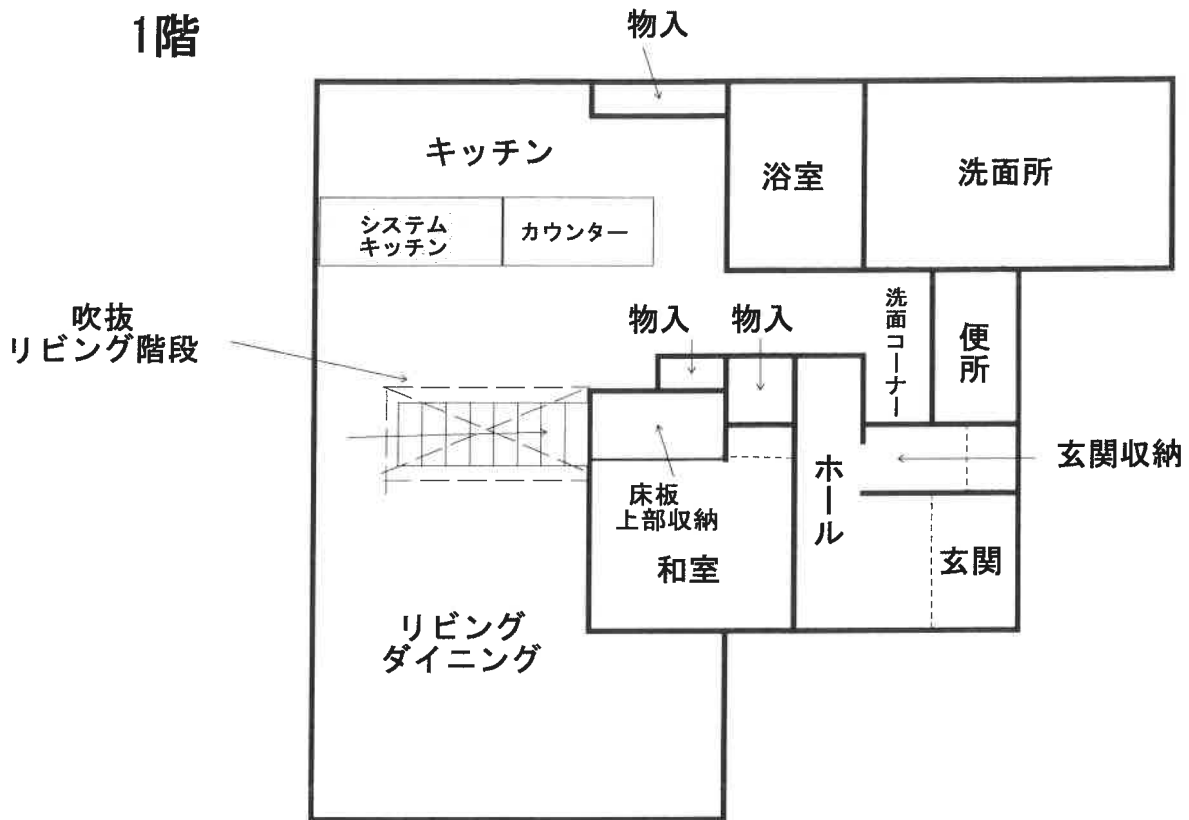 1階
物入
キッチン
浴室
洗面所
システム
キッチン
カウンター
吹抜
リビング階段
物入
物入
洗面コーナー
便所
床板
上部収納
ホール
玄関収納
和室
玄関
リビング
ダイニング